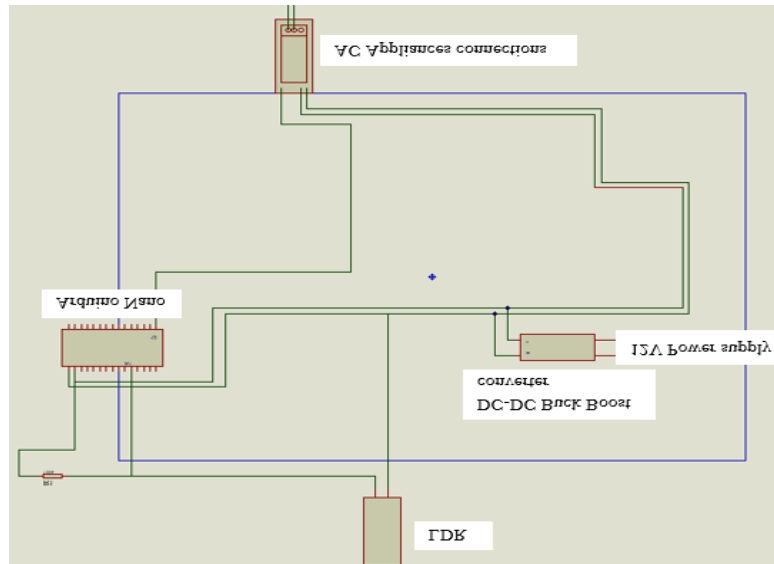 AC Appliances connections
Arduino Nano
12V Power supply
DC-DC Buck Boost
converter
LDR